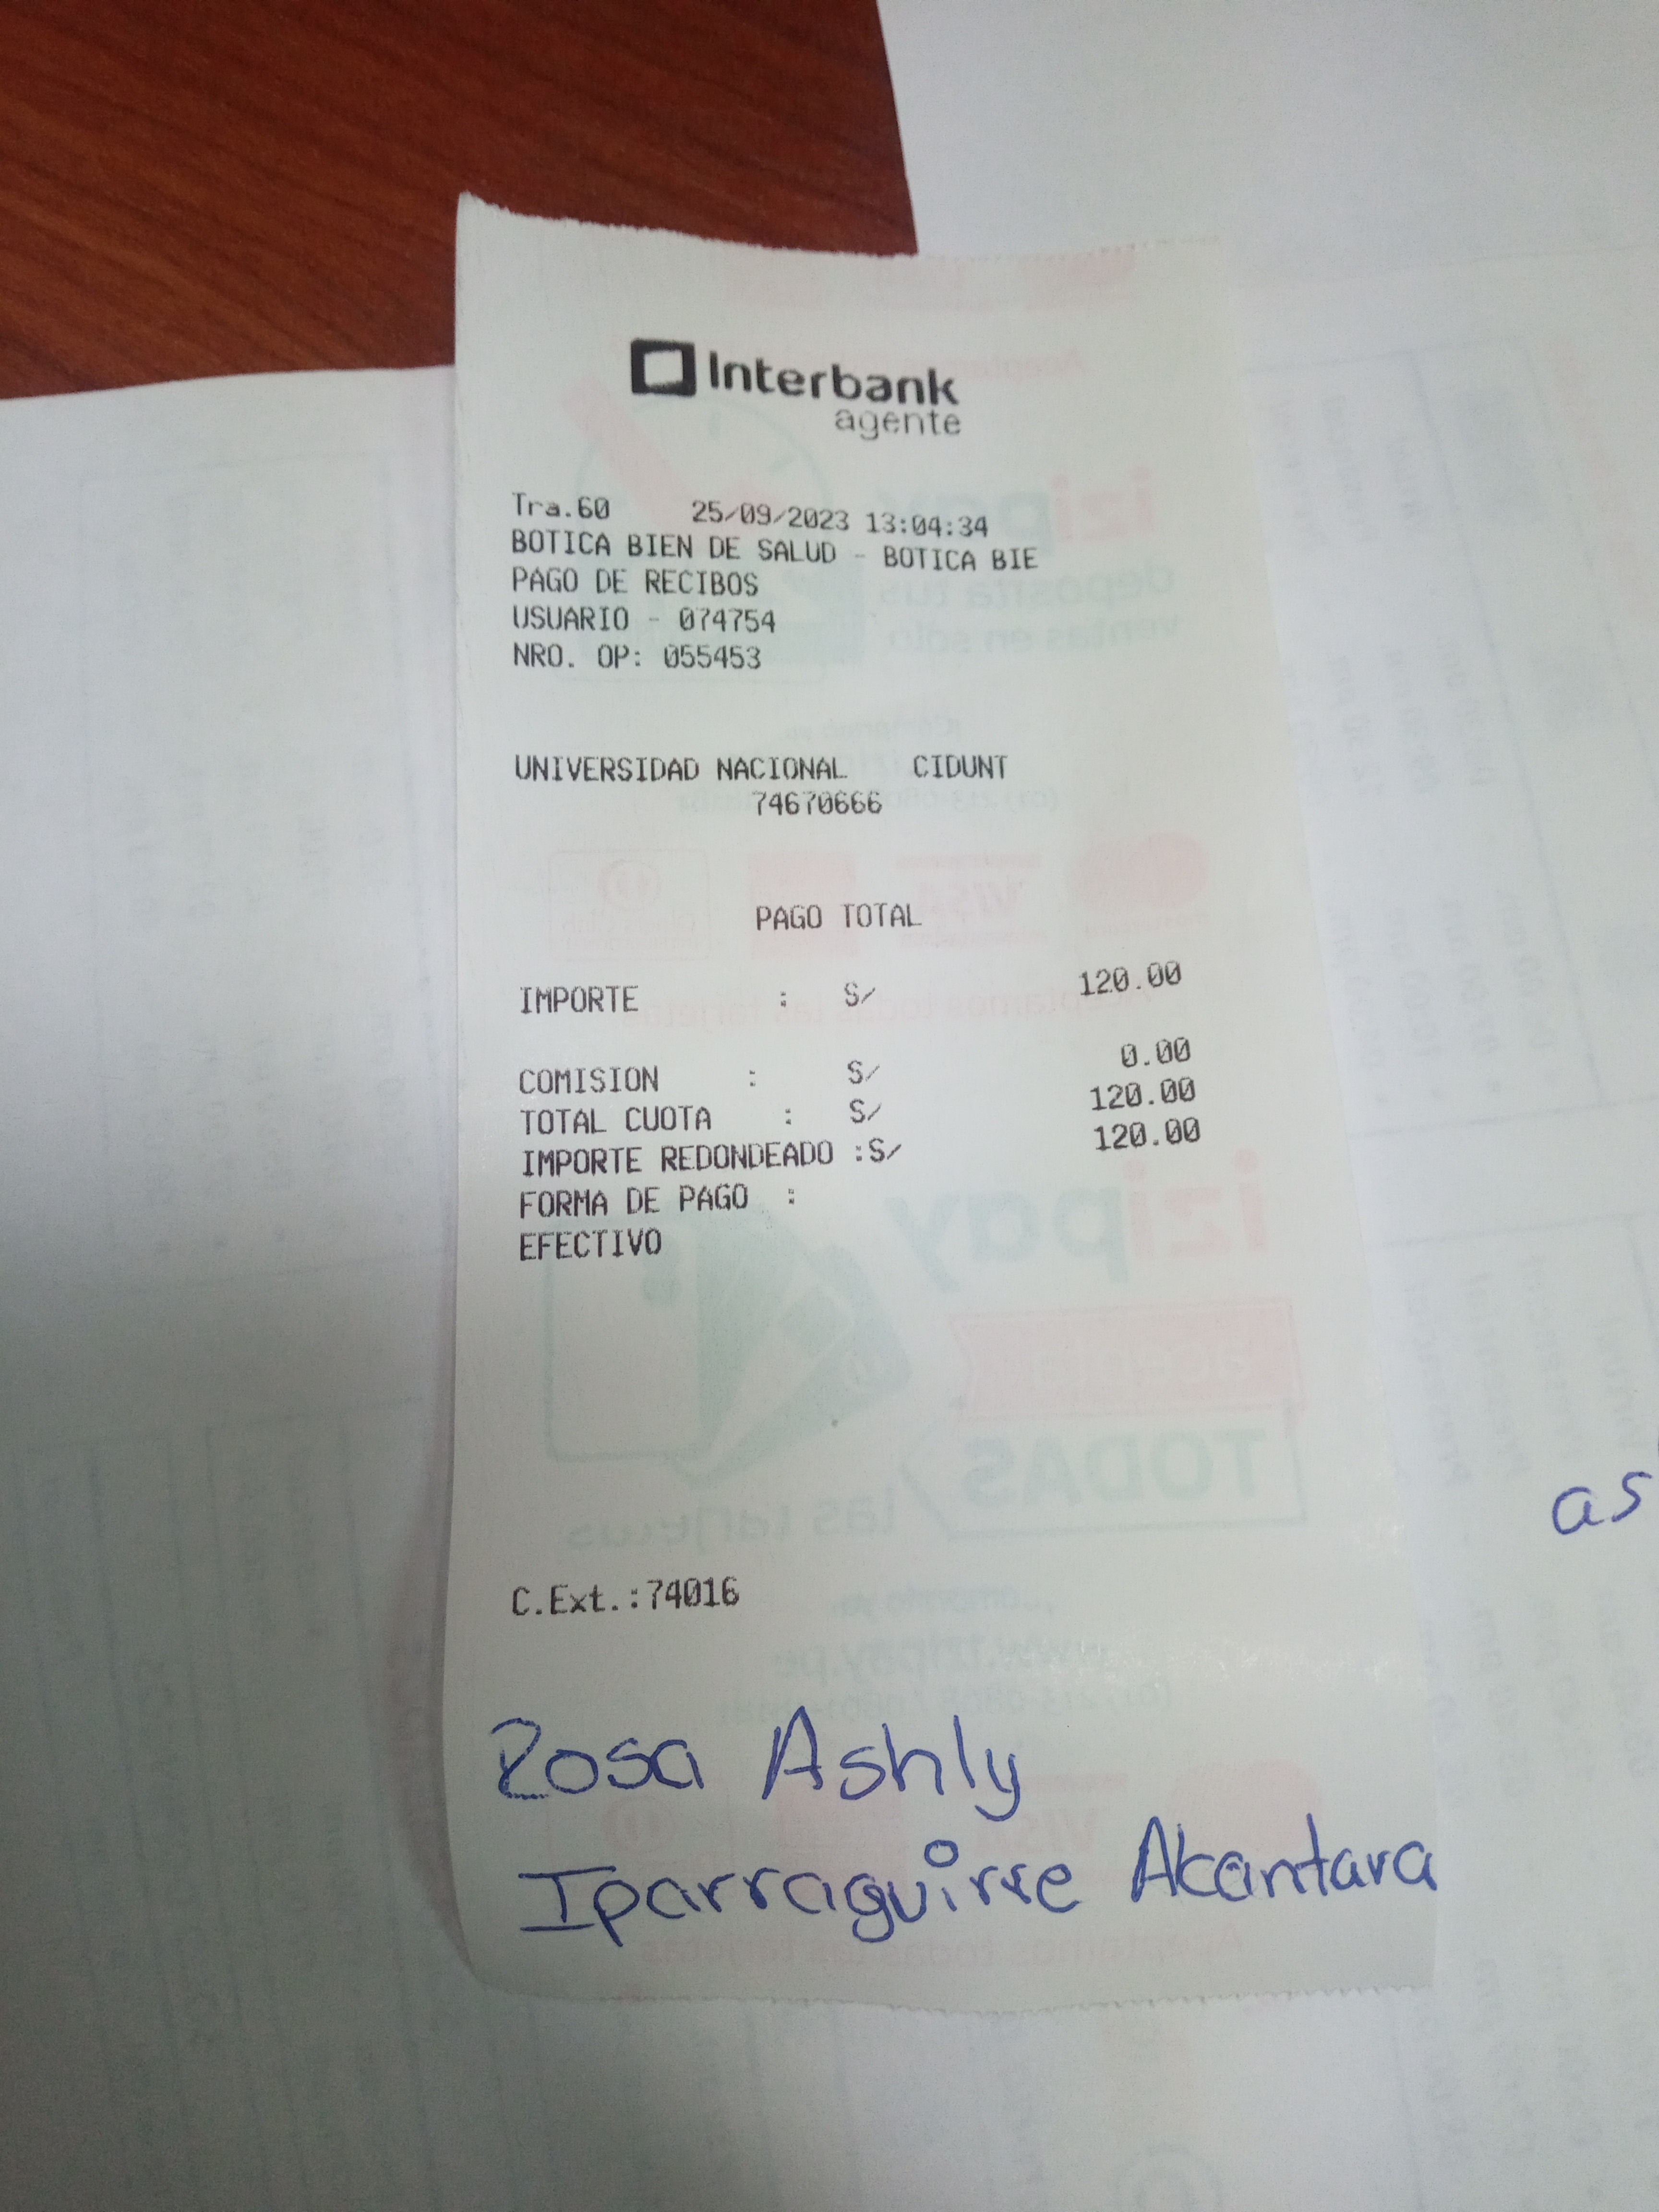 Interbank
agente
Tra.60 25/09/2023 13:04:34
BOTICA BIEN DE SALUD - BOTICA BIE
PAGO DE RECIBOS
USUARIO - 074754
NRO. OP: 055453
UNIVERSIDAD NACIONAL CIDUNT
74670666
PAGO TOTAL
IMPORTE : S/ 120.00
COMISION : S/ 0.00
TOTAL CUOTA : S/ 120.00
IMPORTE REDONDEADO :S/ 120.00
FORMA DE PAGO :
EFECTIVO
C.Ext.:74016
Rosa Ashly
Iparraguirre Alcantara
as